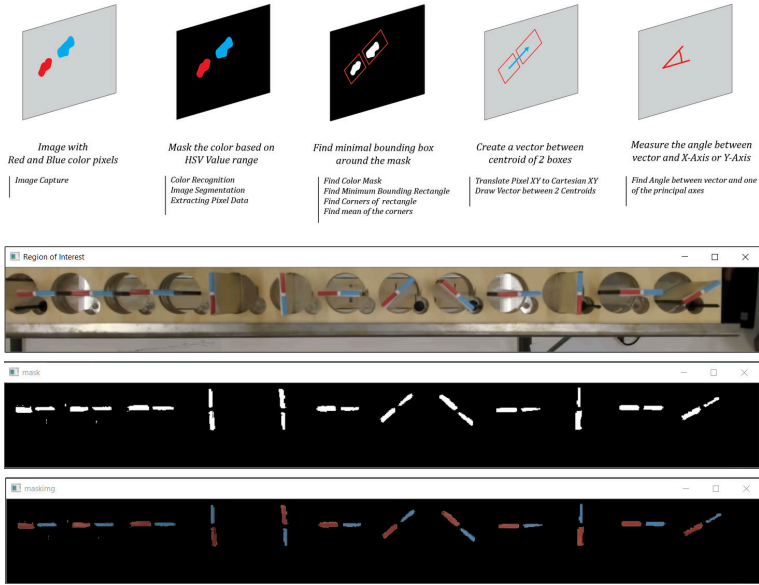 Image with
Red and Blue color pixels
Image Capture
Mask the color based on
HSV Value range
Color Recognition
Image Segmentation
Extracting Pixel Data
Find minimal bounding box
around the mask
Find Color Mask
Find Minimum Bounding Rectangle
Find Corners of rectangle
Find mean of the corners
Create a vector between
centroid of 2 boxes
Translate Pixel XY to Cartesian XY
Draw Vector between 2 Centroids
Measure the angle between
vector and X-Axis or Y-Axis
Find Angle between vector and one
of the principal axes
Region of Interest
mask
maskimg